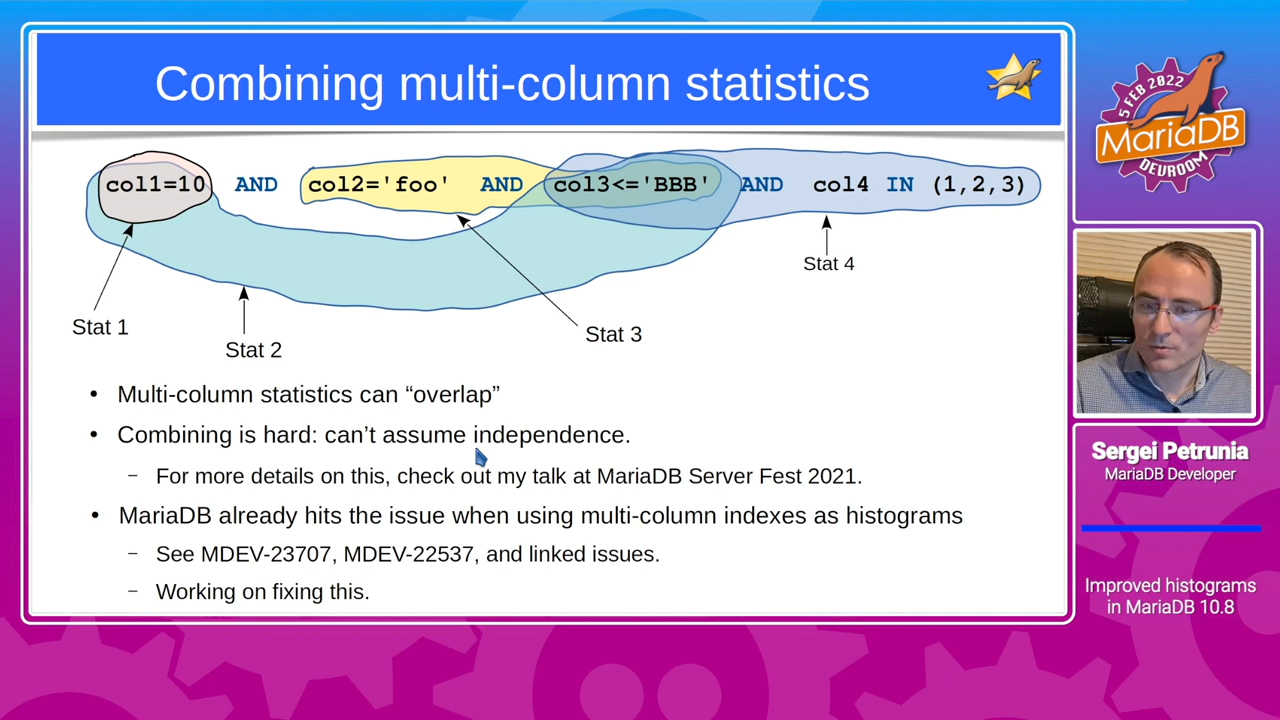 Combining multi-column statistics
col1=10 AND col2='foo' AND col3<='BBB' AND col4 IN (1,2,3)
Stat 4
Stat 1
Stat 3
Stat 2
• Multi-column statistics can “overlap”
• Combining is hard: can’t assume independence.
– For more details on this, check out my talk at MariaDB Server Fest 2021.
• MariaDB already hits the issue when using multi-column indexes as histograms
– See MDEV-23707, MDEV-22537, and linked issues.
– Working on fixing this.
5 FEB 2022
MariaDB
DEVROOM
Sergei Petrunia
MariaDB Developer
Improved histograms
in MariaDB 10.8